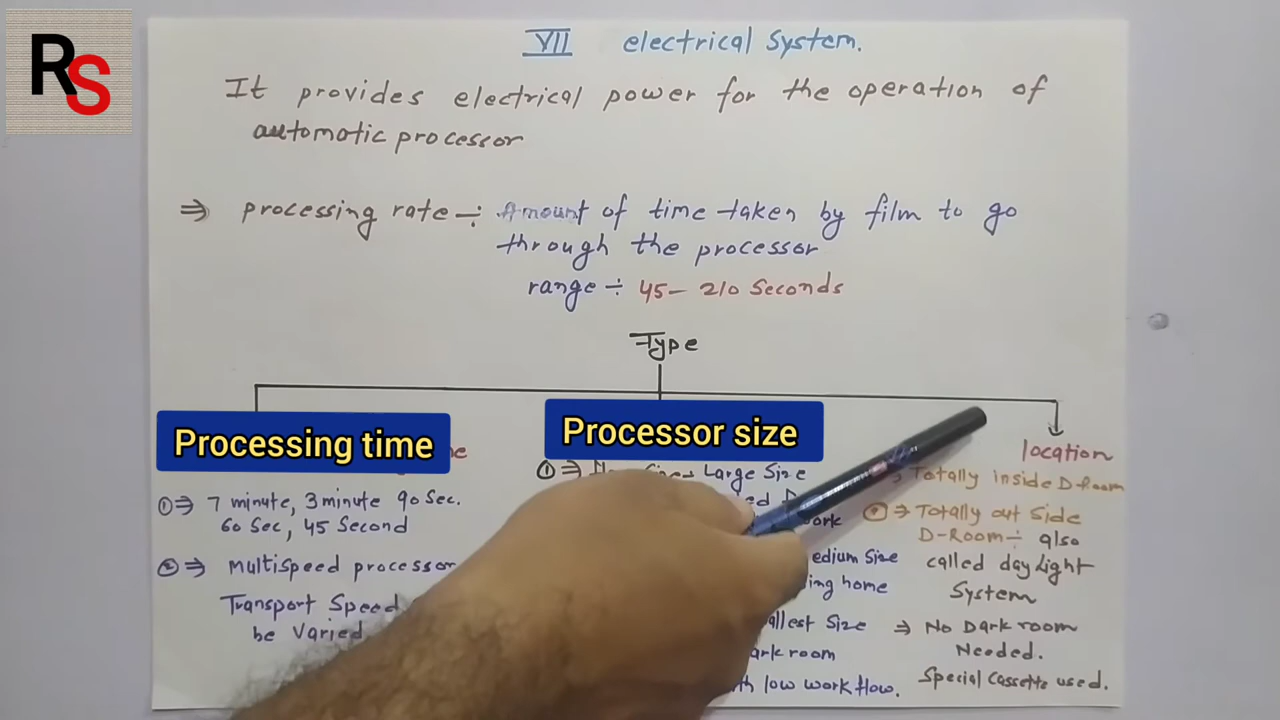 RS
VII electrical System.
It provides electrical power for the operation of
automatic processor
⇒ processing rate ÷ Amount of time taken by film to go
through the processor
range ÷ 45 – 210 Seconds
Type
Processing time
① ⇒ 7 minute, 3 minute 90 Sec.
60 Sec, 45 Second
② ⇒ multispeed processor
Transport Speed
be Varied
Processor size
① ⇒ Large Size
edium Size
ing home
allest Size
ark room
th low work flow.
location
Totally inside D-Room
② ⇒ Totally out Side
D-Room ÷ also
called day light
System
⇒ No Dark room
Needed.
Special Cassette used.